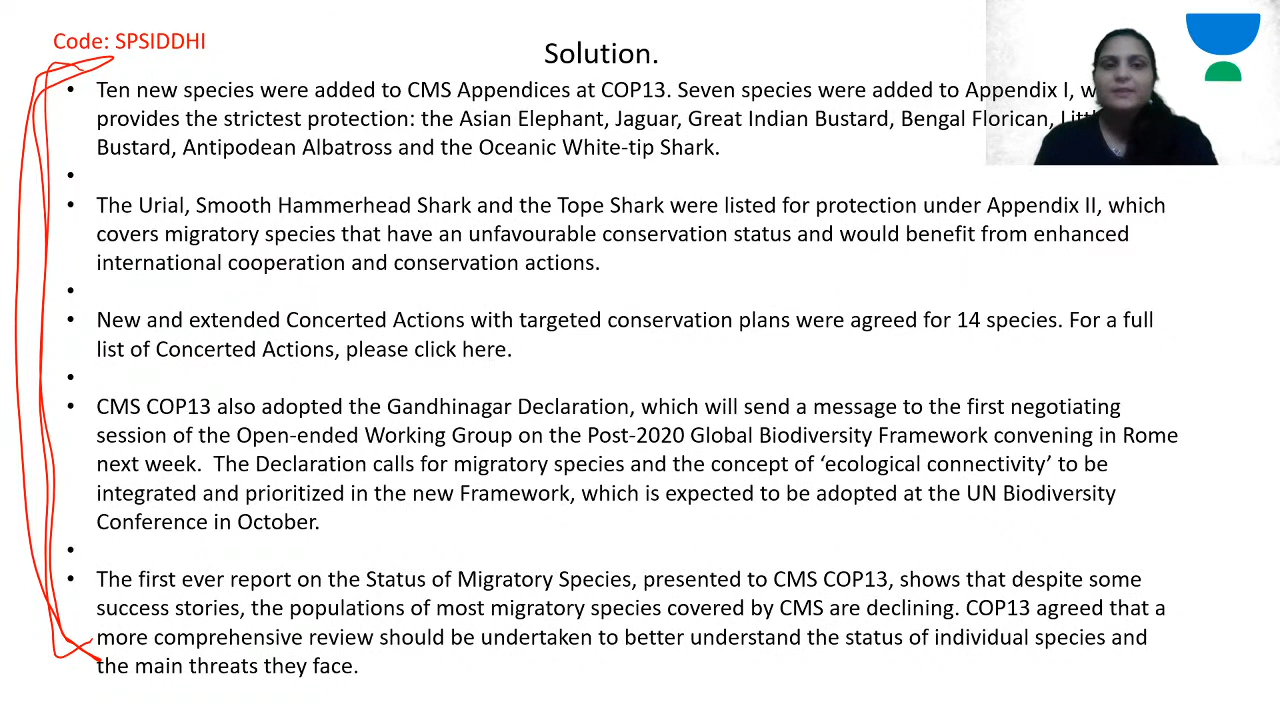 Code: SPSIDDHI
Solution.
• Ten new species were added to CMS Appendices at COP13. Seven species were added to Appendix I,
provides the strictest protection: the Asian Elephant, Jaguar, Great Indian Bustard, Bengal Florican,
Bustard, Antipodean Albatross and the Oceanic White-tip Shark.
•
• The Urial, Smooth Hammerhead Shark and the Tope Shark were listed for protection under Appendix II, which
covers migratory species that have an unfavourable conservation status and would benefit from enhanced
international cooperation and conservation actions.
•
• New and extended Concerted Actions with targeted conservation plans were agreed for 14 species. For a full
list of Concerted Actions, please click here.
•
• CMS COP13 also adopted the Gandhinagar Declaration, which will send a message to the first negotiating
session of the Open-ended Working Group on the Post-2020 Global Biodiversity Framework convening in Rome
next week.  The Declaration calls for migratory species and the concept of ‘ecological connectivity’ to be
integrated and prioritized in the new Framework, which is expected to be adopted at the UN Biodiversity
Conference in October.
•
• The first ever report on the Status of Migratory Species, presented to CMS COP13, shows that despite some
success stories, the populations of most migratory species covered by CMS are declining. COP13 agreed that a
more comprehensive review should be undertaken to better understand the status of individual species and
the main threats they face.